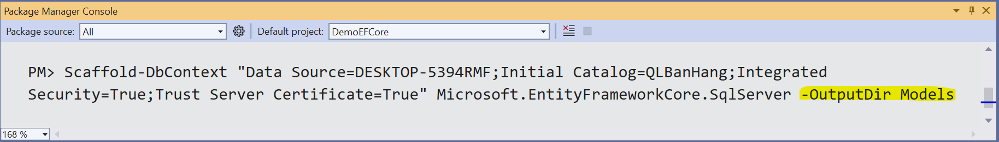 Package Manager Console
Package source: All Default project: DemoEFCore
PM> Scaffold-DbContext "Data Source=DESKTOP-5394RMF;Initial Catalog=QLBanHang;Integrated
Security=True;Trust Server Certificate=True" Microsoft.EntityFrameworkCore.SqlServer -OutputDir Models
168 %